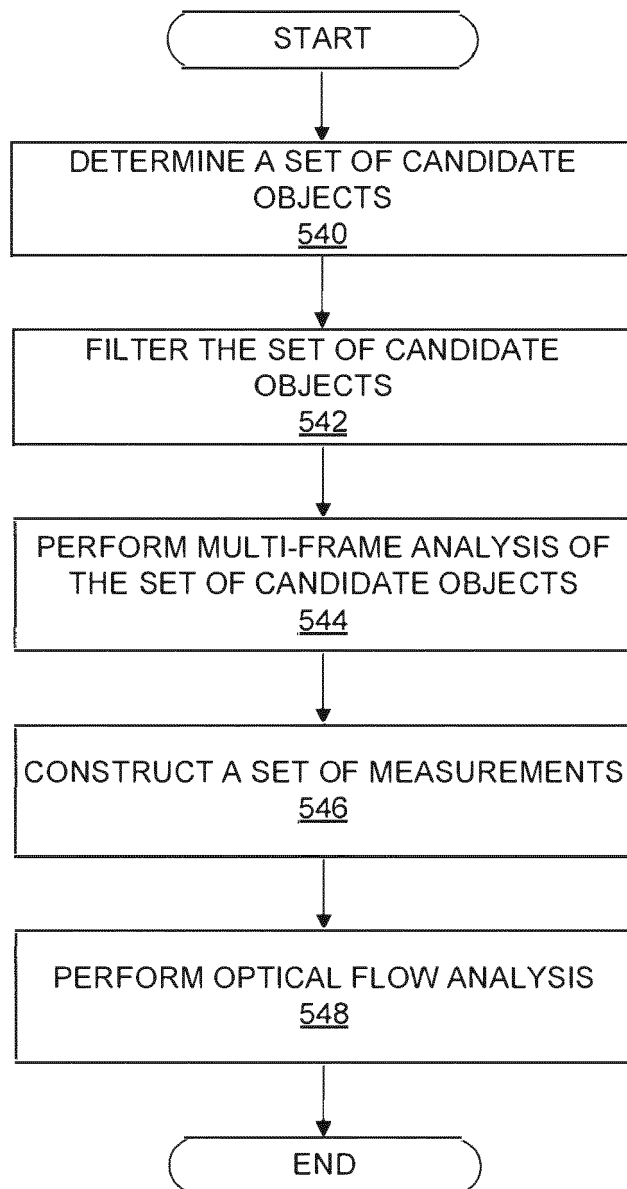 START
DETERMINE A SET OF CANDIDATE
OBJECTS
540
FILTER THE SET OF CANDIDATE
OBJECTS
542
PERFORM MULTI-FRAME ANALYSIS OF
THE SET OF CANDIDATE OBJECTS
544
CONSTRUCT A SET OF MEASUREMENTS
546
PERFORM OPTICAL FLOW ANALYSIS
548
END